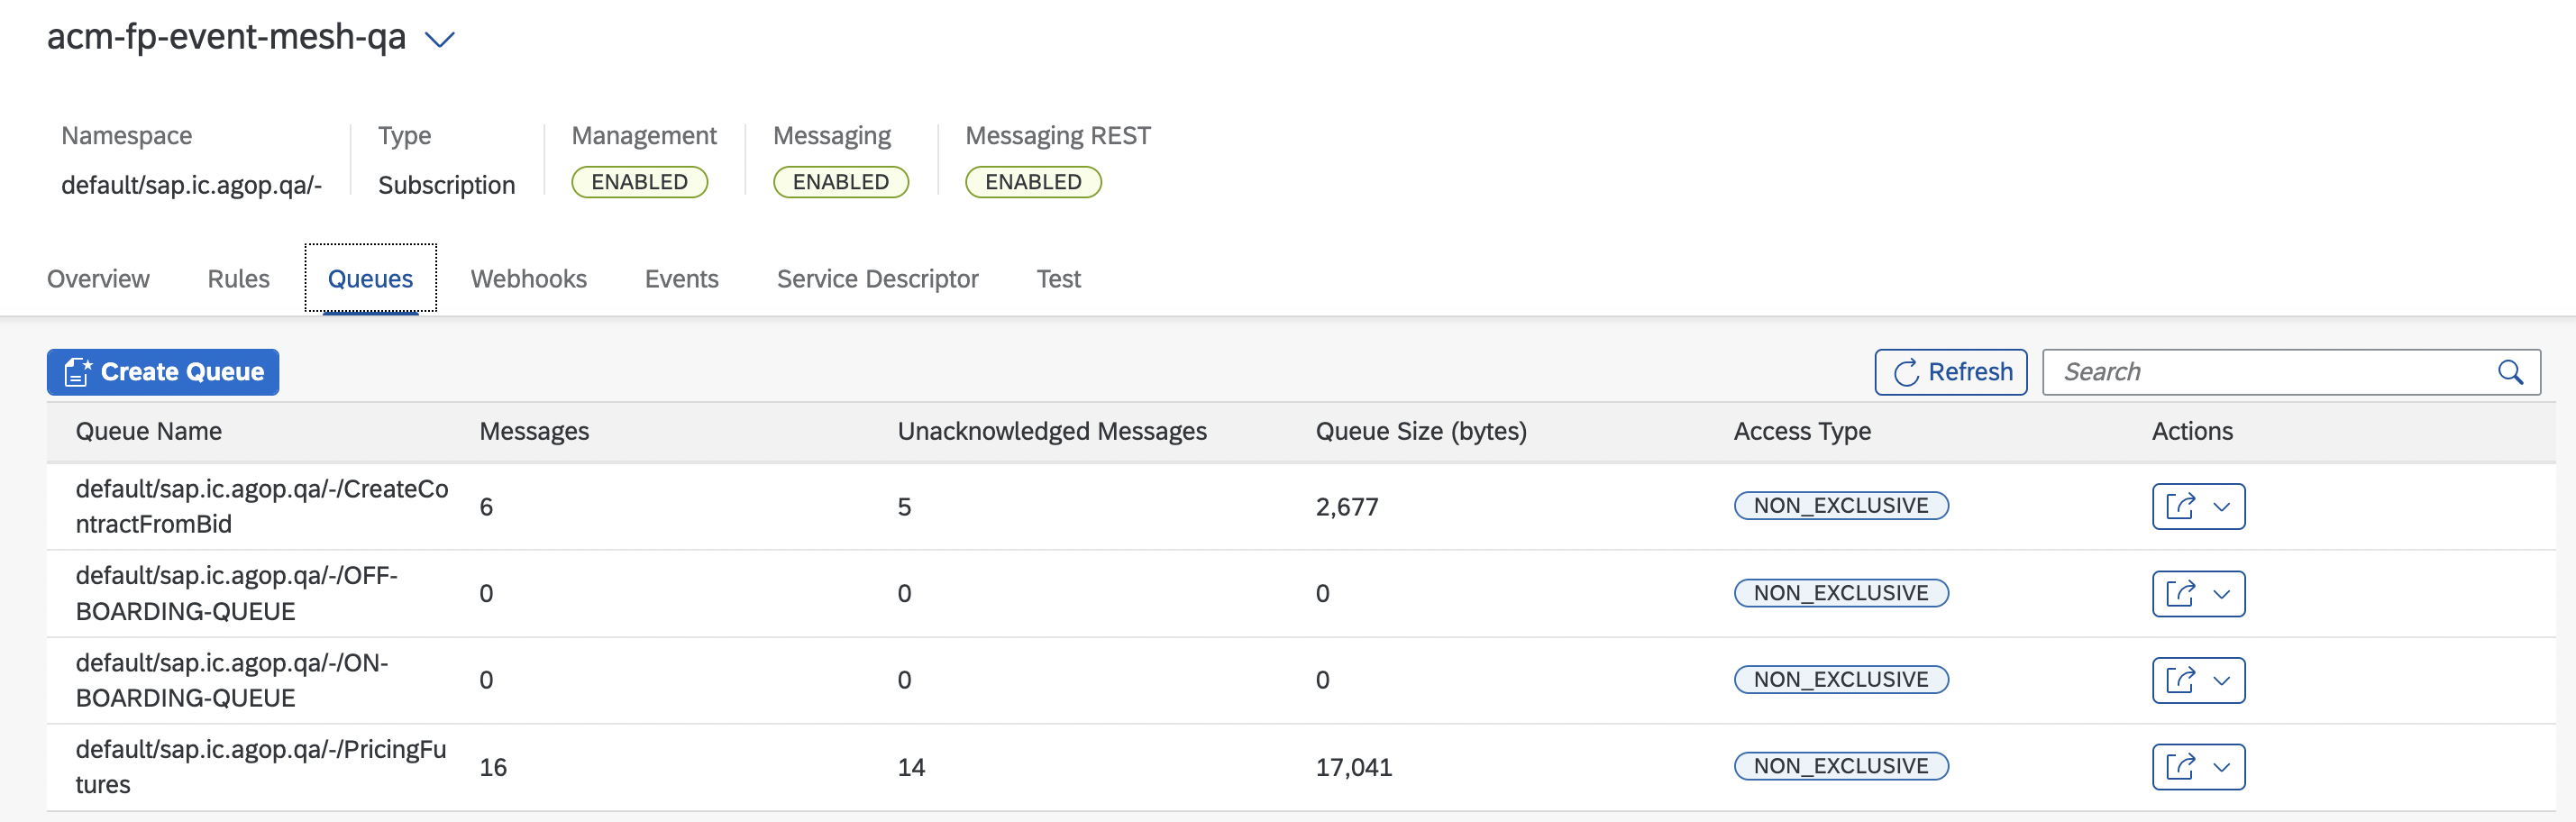 acm-fp-event-mesh-qa
Namespace Type Management Messaging Messaging REST
default/sap.ic.agop.qa/- Subscription ENABLED ENABLED ENABLED
Overview Rules Queues Webhooks Events Service Descriptor Test
Create Queue Refresh Search
Queue Name Messages Unacknowledged Messages Queue Size (bytes) Access Type Actions
default/sap.ic.agop.qa/-/CreateCo
ntractFromBid
6 5 2,677 NON_EXCLUSIVE
default/sap.ic.agop.qa/-/OFF-
BOARDING-QUEUE
0 0 0 NON_EXCLUSIVE
default/sap.ic.agop.qa/-/ON-
BOARDING-QUEUE
0 0 0 NON_EXCLUSIVE
default/sap.ic.agop.qa/-/PricingFu
tures
16 14 17,041 NON_EXCLUSIVE